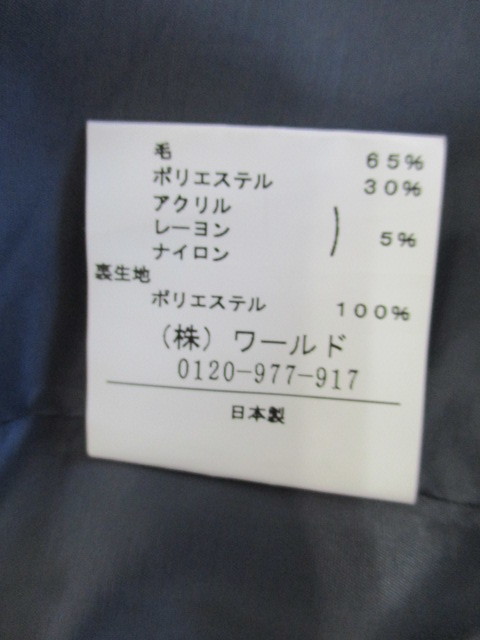 毛 65%
ポリエステル 30%
アクリル
レーヨン ) 5%
ナイロン
裏生地
ポリエステル 100%
(株)ワールド
0120-977-917
日本製